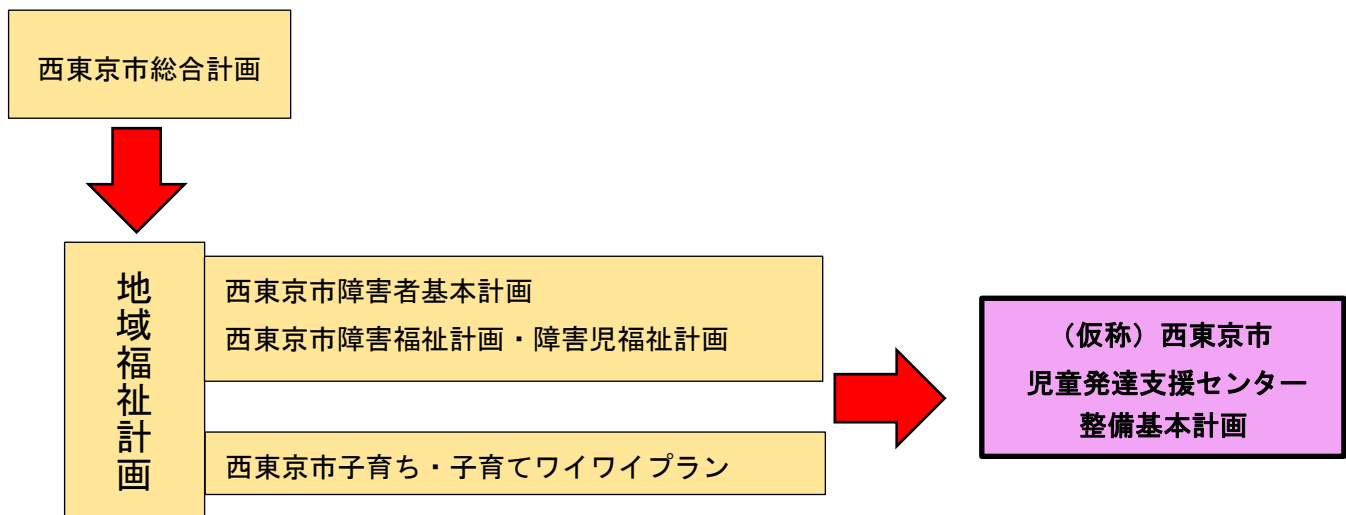 西東京市総合計画
地域福祉計画
西東京市障害者基本計画
西東京市障害福祉計画・障害児福祉計画
西東京市子育ち・子育てワイワイプラン
（仮称）西東京市
児童発達支援センター
整備基本計画